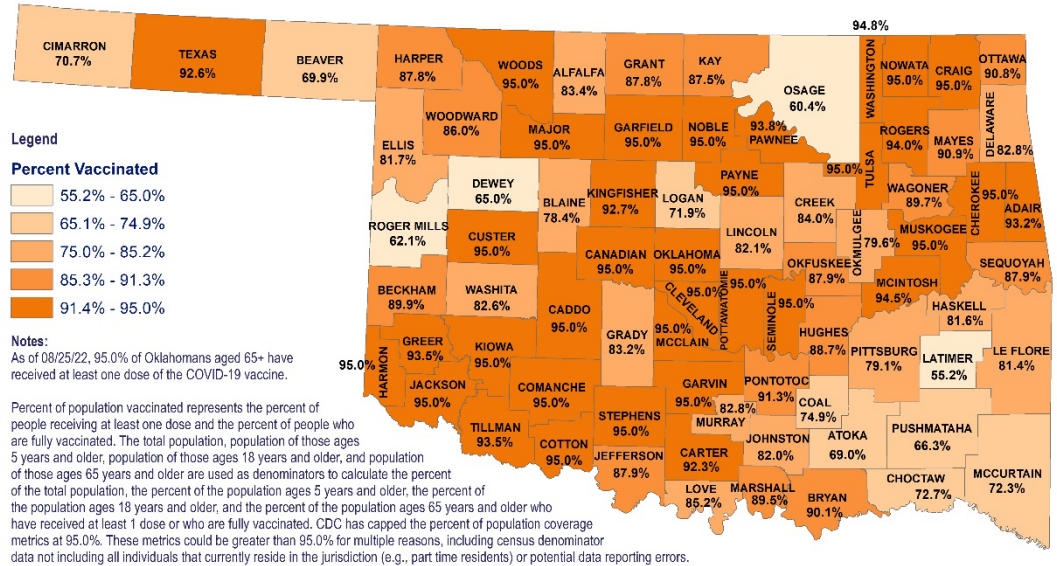 94.8%
CIMARRON
70.7%
TEXAS
92.6%
BEAVER
69.9%
HARPER
87.8%
WOODS
95.0%
ALFALFA
83.4%
GRANT
87.8%
KAY
87.5%
OSAGE
60.4%
WASHINGTON
NOWATA
95.0%
CRAIG
95.0%
OTTAWA
90.8%
WOODWARD
86.0%
MAJOR
95.0%
GARFIELD
95.0%
NOBLE
95.0%
93.8%
PAWNEE
TULSA
95.0%
ROGERS
94.0%
MAYES
90.9%
DELAWARE
82.8%
ELLIS
81.7%
DEWEY
65.0%
BLAINE
78.4%
KINGFISHER
92.7%
LOGAN
71.9%
PAYNE
95.0%
CREEK
84.0%
WAGONER
89.7%
CHEROKEE
95.0%
ADAIR
93.2%
ROGER MILLS
62.1%
CUSTER
95.0%
CANADIAN
95.0%
OKLAHOMA
95.0%
LINCOLN
82.1%
OKMULGEE
79.6%
MUSKOGEE
95.0%
OKFUSKEE
87.9%
MCINTOSH
94.5%
SEQUOYAH
87.9%
BECKHAM
89.9%
WASHITA
82.6%
CADDO
95.0%
GRADY
83.2%
CLEVELAND
95.0%
95.0%
MCCLAIN
POTTAWATOMIE
95.0%
SEMINOLE
95.0%
HUGHES
88.7%
PITTSBURG
79.1%
HASKELL
81.6%
LATIMER
55.2%
LE FLORE
81.4%
95.0%
HARMON
GREER
93.5%
KIOWA
95.0%
JACKSON
95.0%
COMANCHE
95.0%
TILLMAN
93.5%
COTTON
95.0%
STEPHENS
95.0%
JEFFERSON
87.9%
GARVIN
95.0%
82.8%
MURRAY
PONTOTOC
91.3%
COAL
74.9%
CARTER
92.3%
JOHNSTON
82.0%
ATOKA
69.0%
PUSHMATAHA
66.3%
LOVE
85.2%
MARSHALL
89.5%
BRYAN
90.1%
CHOCTAW
72.7%
MCCURTAIN
72.3%
Legend
Percent Vaccinated
55.2% - 65.0%
65.1% - 74.9%
75.0% - 85.2%
85.3% - 91.3%
91.4% - 95.0%
Notes:
As of 08/25/22, 95.0% of Oklahomans aged 65+ have
received at least one dose of the COVID-19 vaccine.
Percent of population vaccinated represents the percent of
people receiving at least one dose and the percent of people who
are fully vaccinated. The total population, population of those ages
5 years and older, population of those ages 18 years and older, and population
of those ages 65 years and older are used as denominators to calculate the percent
of the total population, the percent of the population ages 5 years and older, the percent of
the population ages 18 years and older, and the percent of the population ages 65 years and older who
have received at least 1 dose or who are fully vaccinated. CDC has capped the percent of population coverage
metrics at 95.0%. These metrics could be greater than 95.0% for multiple reasons, including census denominator
data not including all individuals that currently reside in the jurisdiction (e.g., part time residents) or potential data reporting errors.